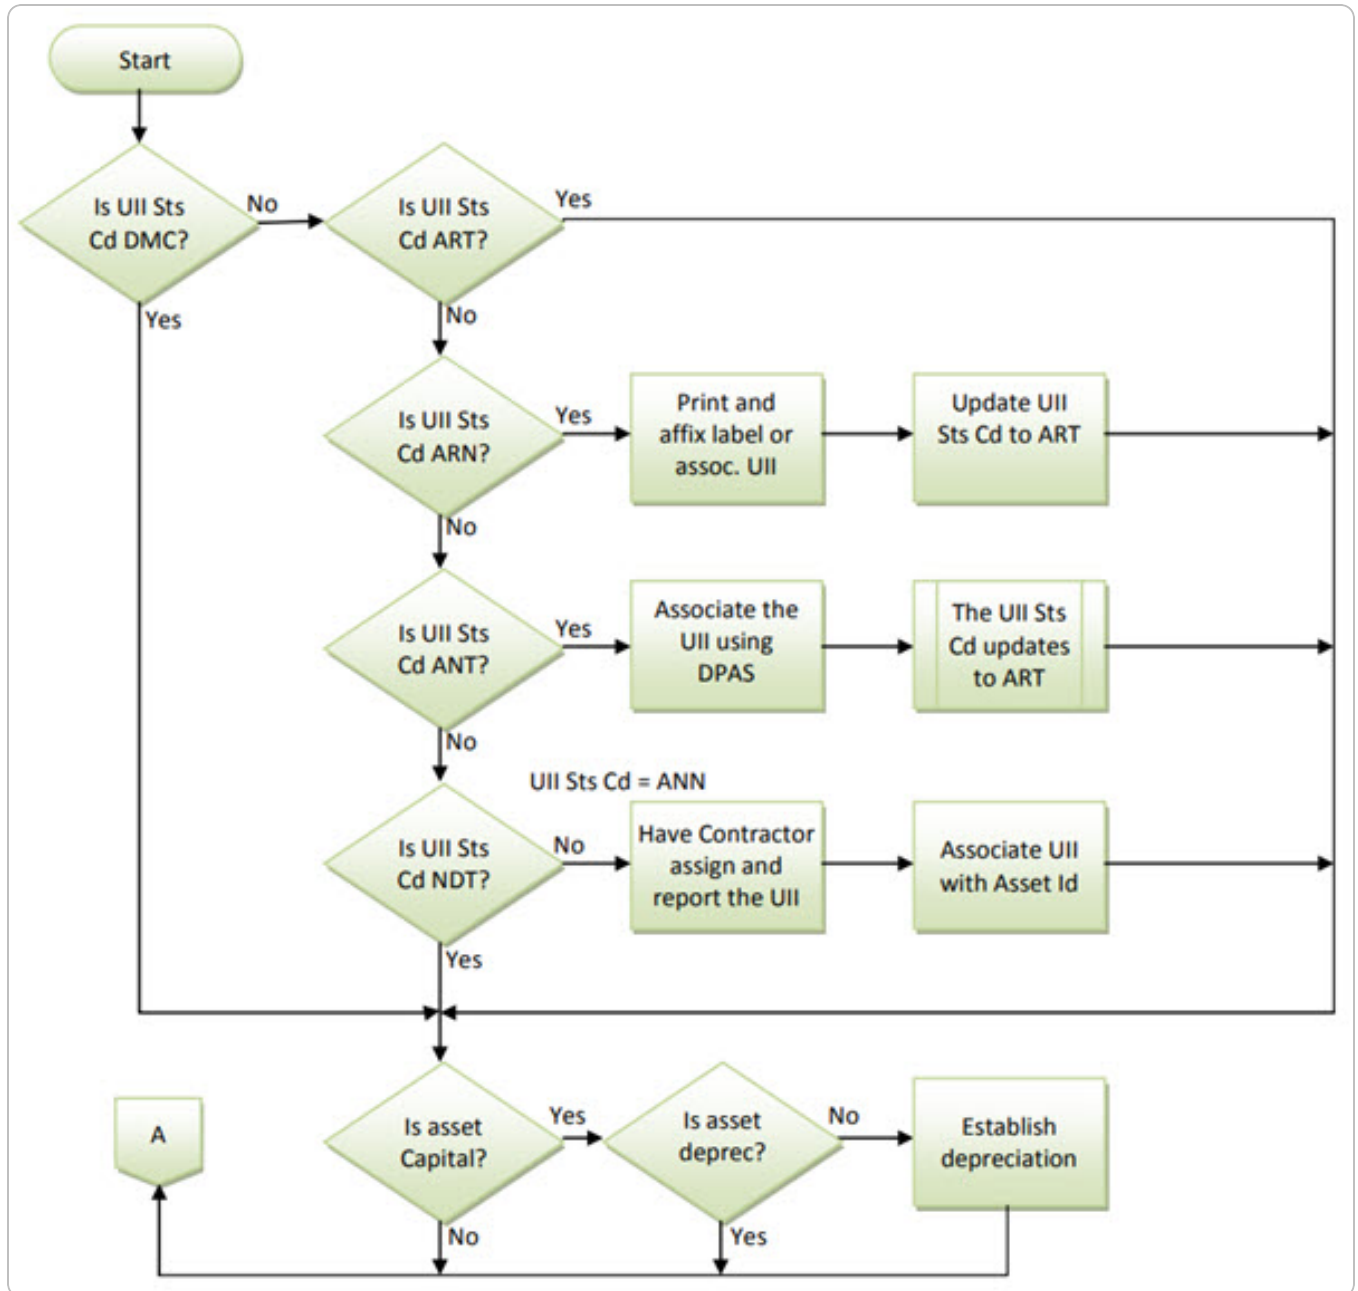 Start
Is UII Sts
Cd DMC?
No
Is UII Sts
Cd ART?
Yes
Yes
No
Is UII Sts
Cd ARN?
Yes
Print and
affix label or
assoc. UII
Update UII
Sts Cd to ART
No
Is UII Sts
Cd ANT?
Yes
Associate the
UII using
DPAS
The UII Sts
Cd updates
to ART
No
UII Sts Cd = ANN
Is UII Sts
Cd NDT?
No
Have Contractor
assign and
report the UII
Associate UII
with Asset Id
Yes
A
Is asset
Capital?
Yes
Is asset
deprec?
No
Establish
depreciation
No
Yes